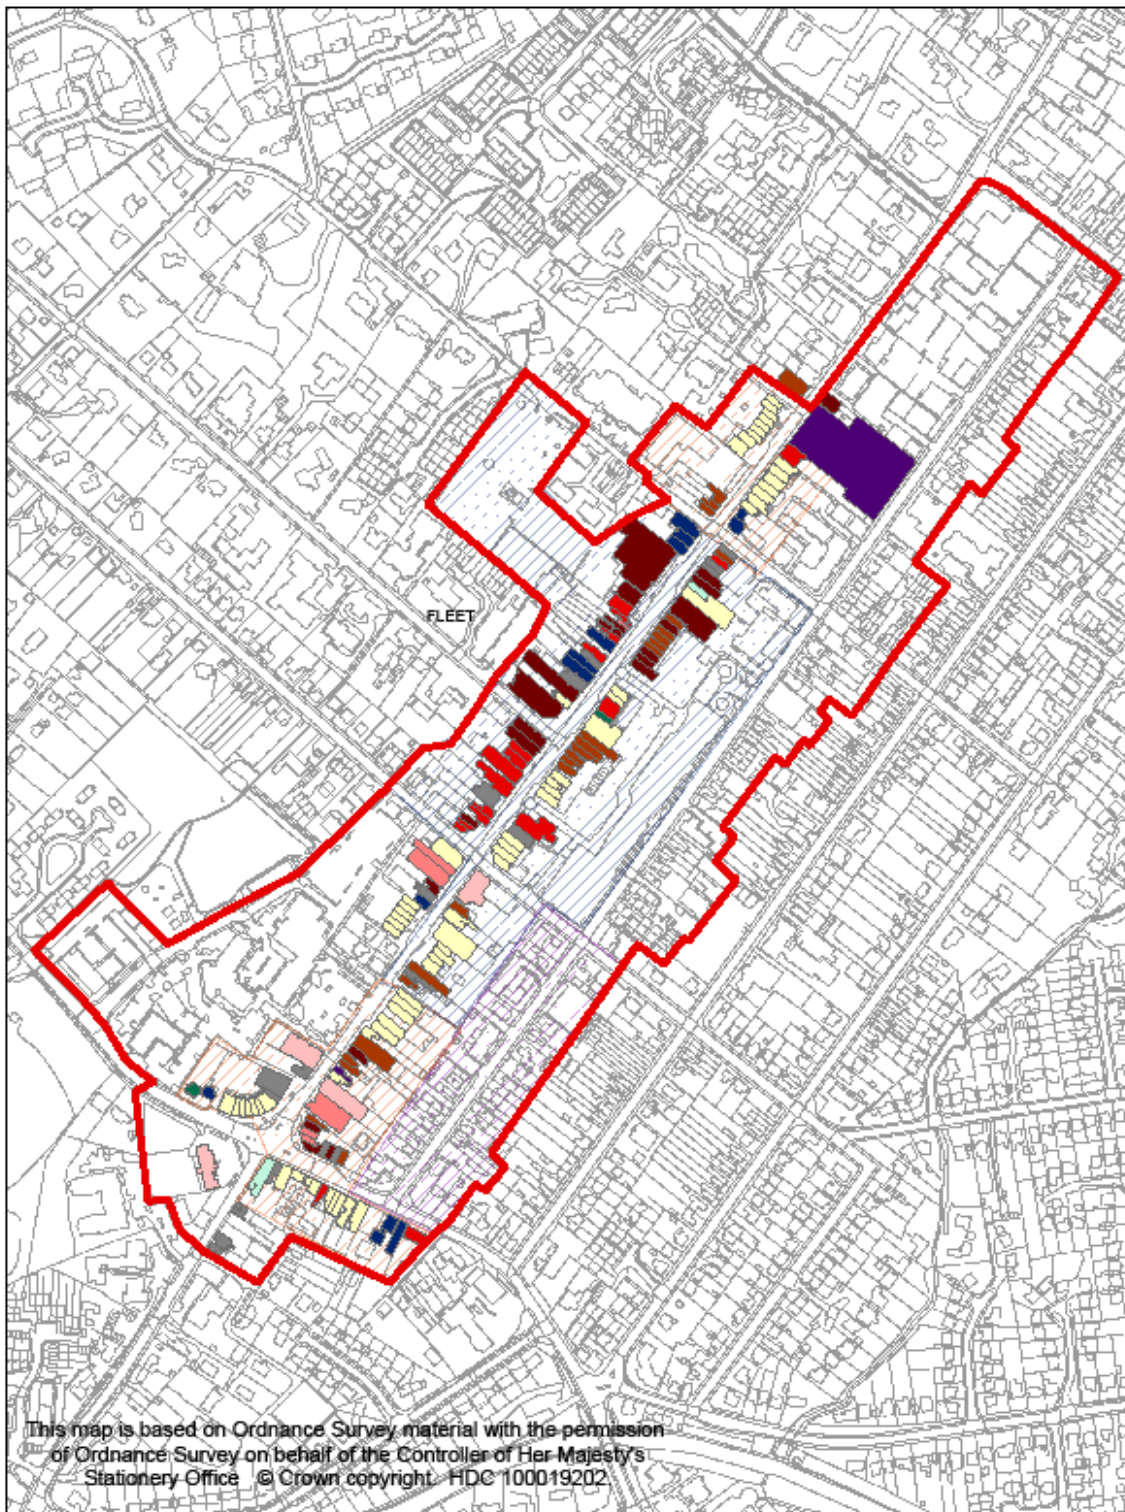 FLEET
This map is based on Ordnance Survey material with the permission
of Ordnance Survey on behalf of the Controller of Her Majesty's
Stationery Office © Crown copyright. HDC 100019202.